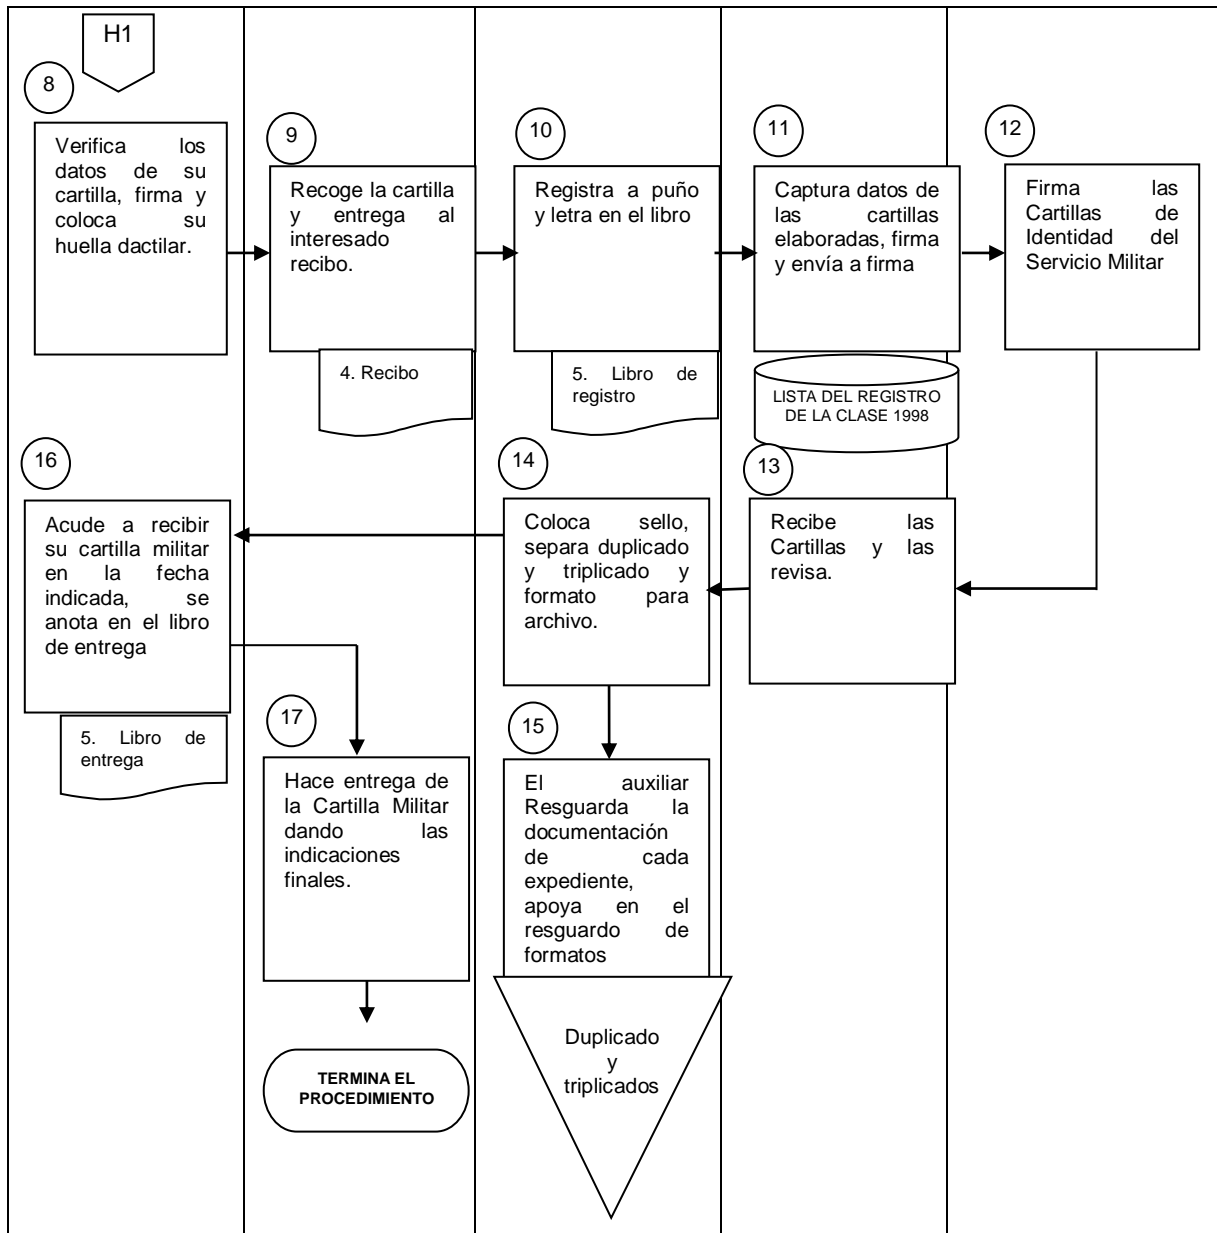 H1
8
Verifica los
datos de su
cartilla, firma y
coloca su
huella dactilar.
9
Recoge la cartilla
y entrega al
interesado
recibo.
4. Recibo
10
Registra a puño
y letra en el libro
5. Libro de
registro
11
Captura datos de
las cartillas
elaboradas, firma
y envía a firma
LISTA DEL REGISTRO
DE LA CLASE 1998
12
Firma las
Cartillas de
Identidad del
Servicio Militar
13
Recibe las
Cartillas y las
revisa.
14
Coloca sello,
separa duplicado
y triplicado y
formato para
archivo.
15
El auxiliar
Resguarda la
documentación
de cada
expediente,
apoya en el
resguardo de
formatos
Duplicado
y
triplicados
16
Acude a recibir
su cartilla militar
en la fecha
indicada, se
anota en el libro
de entrega
5. Libro de
entrega
17
Hace entrega de
la Cartilla Militar
dando las
indicaciones
finales.
TERMINA EL
PROCEDIMIENTO